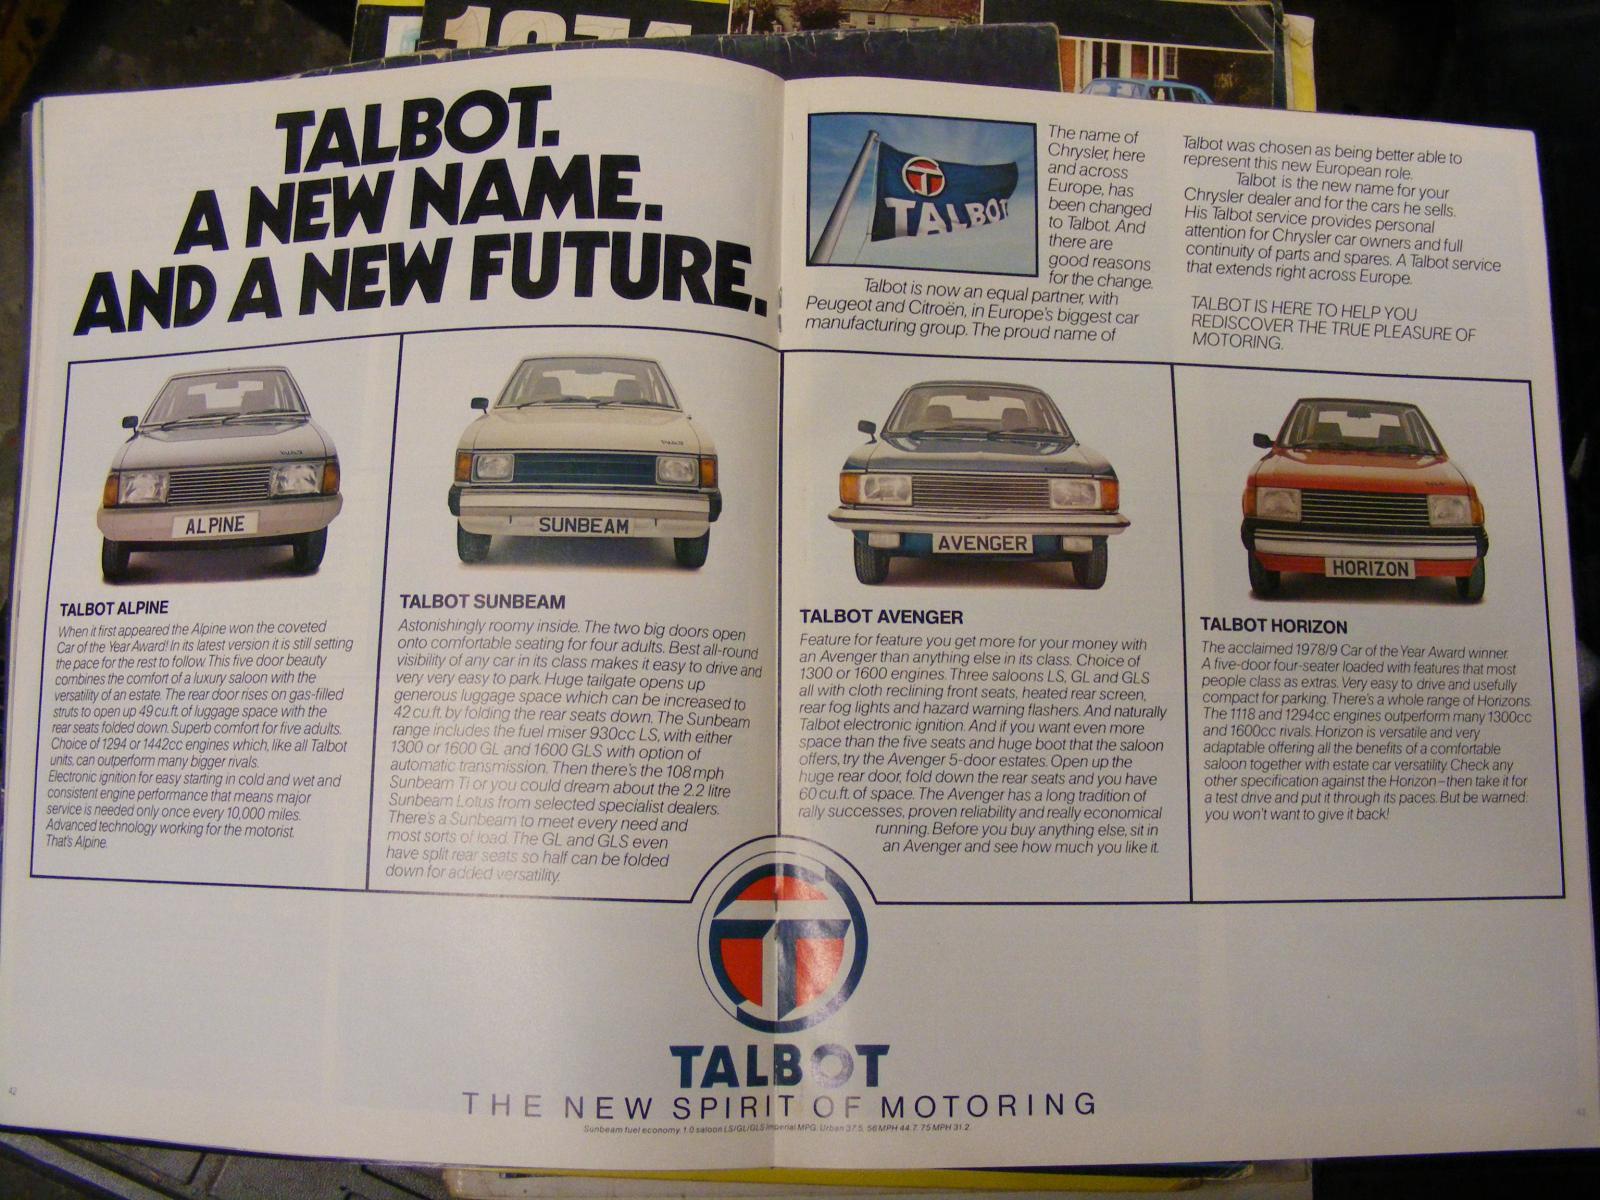 1974
TALBOT.
A NEW NAME.
AND A NEW FUTURE.
TALBOT
The name of
Chrysler, here
and across
Europe, has
been changed
to Talbot. And
there are
good reasons
for the change.
Talbot is now an equal partner, with
Peugeot and Citroën, in Europe's biggest car
manufacturing group. The proud name of
Talbot was chosen as being better able to
represent this new European role.
Talbot is the new name for your
Chrysler dealer and for the cars he sells.
His Talbot service provides personal
attention for Chrysler car owners and full
continuity of parts and spares. A Talbot service
that extends right across Europe.
TALBOT IS HERE TO HELP YOU
REDISCOVER THE TRUE PLEASURE OF
MOTORING.
ALPINE
TALBOT ALPINE
When it first appeared the Alpine won the coveted
Car of the Year Award! In its latest version it is still setting
the pace for the rest to follow. This five door beauty
combines the comfort of a luxury saloon with the
versatility of an estate. The rear door rises on gas-filled
struts to open up 49 cu.ft. of luggage space with the
rear seats folded down. Superb comfort for five adults.
Choice of 1294 or 1442cc engines which, like all Talbot
units, can outperform many bigger rivals.
Electronic ignition for easy starting in cold and wet and
consistent engine performance that means major
service is needed only once every 10,000 miles.
Advanced technology working for the motorist.
That's Alpine.
SUNBEAM
TALBOT SUNBEAM
Astonishingly roomy inside. The two big doors open
onto comfortable seating for four adults. Best all-round
visibility of any car in its class makes it easy to drive and
very very easy to park. Huge tailgate opens up
generous luggage space which can be increased to
42 cu.ft. by folding the rear seats down. The Sunbeam
range includes the fuel miser 930cc LS, with either
1300 or 1600 GL and 1600 GLS with option of
automatic transmission. Then there's the 108mph
Sunbeam Ti or you could dream about the 2.2 litre
Sunbeam Lotus from selected specialist dealers.
There's a Sunbeam to meet every need and
most sorts of load. The GL and GLS even
have split rear seats so half can be folded
down for added versatility.
AVENGER
TALBOT AVENGER
Feature for feature you get more for your money with
an Avenger than anything else in its class. Choice of
1300 or 1600 engines. Three saloons LS, GL and GLS
all with cloth reclining front seats, heated rear screen,
rear fog lights and hazard warning flashers. And naturally
Talbot electronic ignition. And if you want even more
space than the five seats and huge boot that the saloon
offers, try the Avenger 5-door estates. Open up the
huge rear door, fold down the rear seats and you have
60 cu.ft. of space. The Avenger has a long tradition of
rally successes, proven reliability and really economical
running. Before you buy anything else, sit in
an Avenger and see how much you like it.
HORIZON
TALBOT HORIZON
The acclaimed 1978/9 Car of the Year Award winner.
A five-door four-seater loaded with features that most
people class as extras. Very easy to drive and usefully
compact for parking. There's a whole range of Horizons.
The 1118 and 1294cc engines outperform many 1300cc
and 1600cc rivals. Horizon is versatile and very
adaptable offering all the benefits of a comfortable
saloon together with estate car versatility. Check any
other specification against the Horizon – then take it for
a test drive and put it through its paces. But be warned:
you won't want to give it back!
TALBOT
THE NEW SPIRIT OF MOTORING
Sunbeam fuel economy. 1.0 saloon LS/GL/GLS Imperial MPG. Urban 37.5. 56 MPH 44.7. 75 MPH 31.2.
42
43